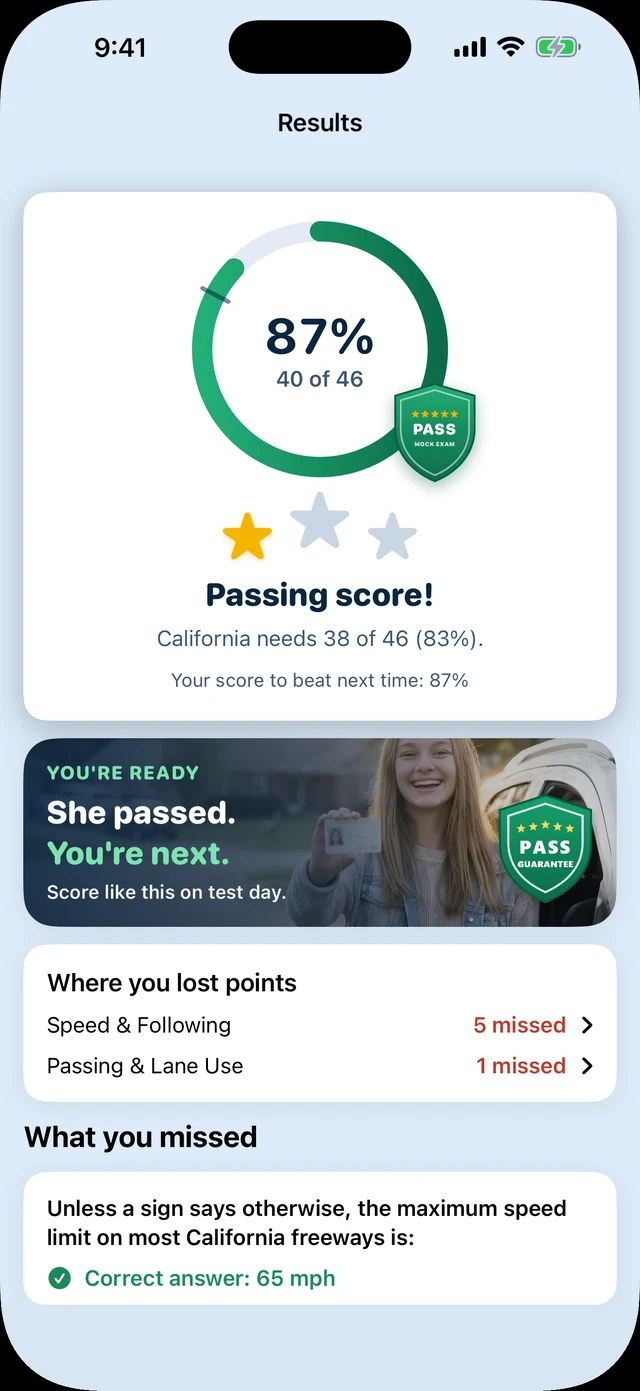 9:41
Results
87%
40 of 46
PASS
MOCK EXAM
Passing score!
California needs 38 of 46 (83%).
Your score to beat next time: 87%
YOU'RE READY
She passed.
You're next.
Score like this on test day.
PASS
GUARANTEE
Where you lost points
Speed & Following 5 missed
Passing & Lane Use 1 missed
What you missed
Unless a sign says otherwise, the maximum speed
limit on most California freeways is:
Correct answer: 65 mph